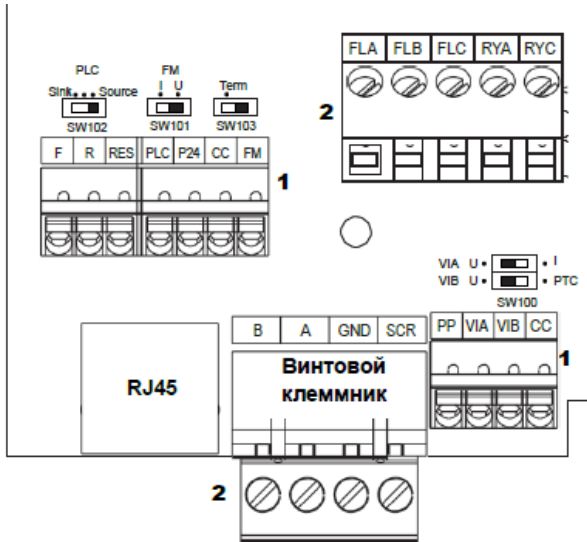 PLC
Sink Source
SW102
FM
I U
SW101
Term
SW103
F R RES PLC P24 CC FM
1
FLA FLB FLC RYA RYC
2
VIA U I
VIB U PTC
SW100
PP VIA VIB CC
1
RJ45
B A GND SCR
Винтовой
клеммник
2